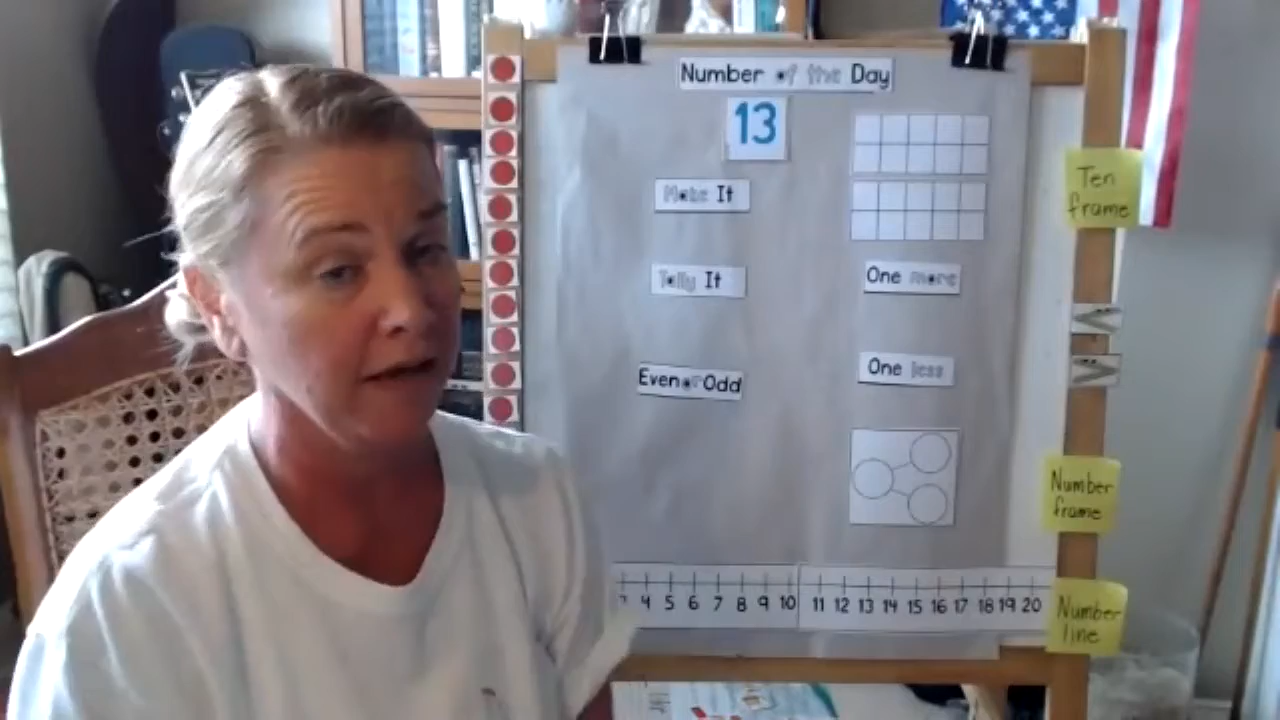 Number of the Day
13
Make It
Tally It
Even or Odd
One more
One less
Ten
frame
Number
frame
Number
line
4 5 6 7 8 9 10 11 12 13 14 15 16 17 18 19 20